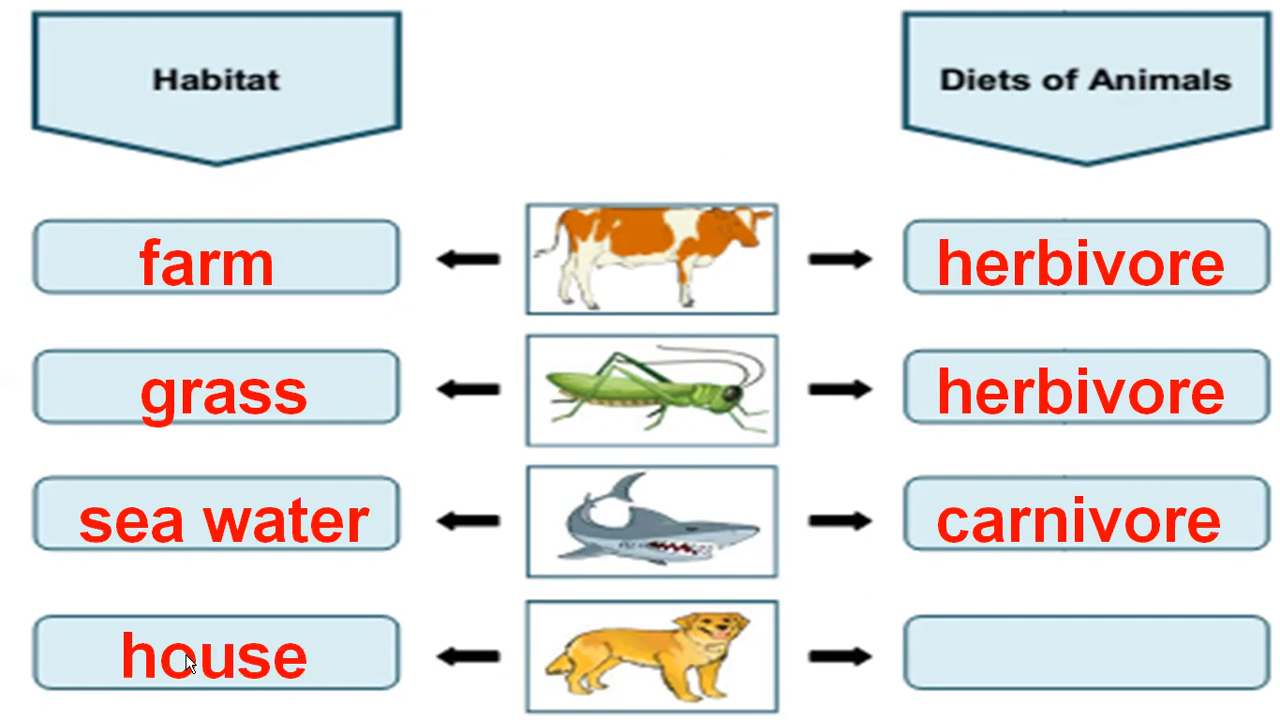 Habitat
Diets of Animals
farm
herbivore
grass
herbivore
sea water
carnivore
house